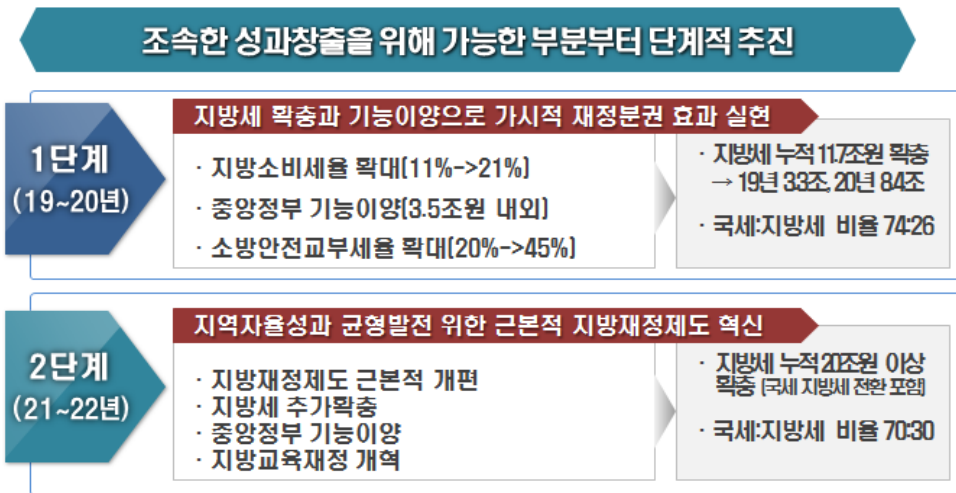 조속한 성과창출을 위해 가능한 부분부터 단계적 추진
1단계
(19~20년)
지방세 확충과 기능이양으로 가시적 재정분권 효과 실현
· 지방소비세율 확대(11%->21%)
· 중앙정부 기능이양(3.5조원 내외)
· 소방안전교부세율 확대(20%->45%)
· 지방세 누적 11.7조원 확충
→ 19년 3.3조, 20년 8.4조
· 국세:지방세 비율 74:26
2단계
(21~22년)
지역자율성과 균형발전 위한 근본적 지방재정제도 혁신
· 지방재정제도 근본적 개편
· 지방세 추가확충
· 중앙정부 기능이양
· 지방교육재정 개혁
· 지방세 누적 20조원 이상
확충 (국세 지방세 전환 포함)
· 국세:지방세 비율 70:30